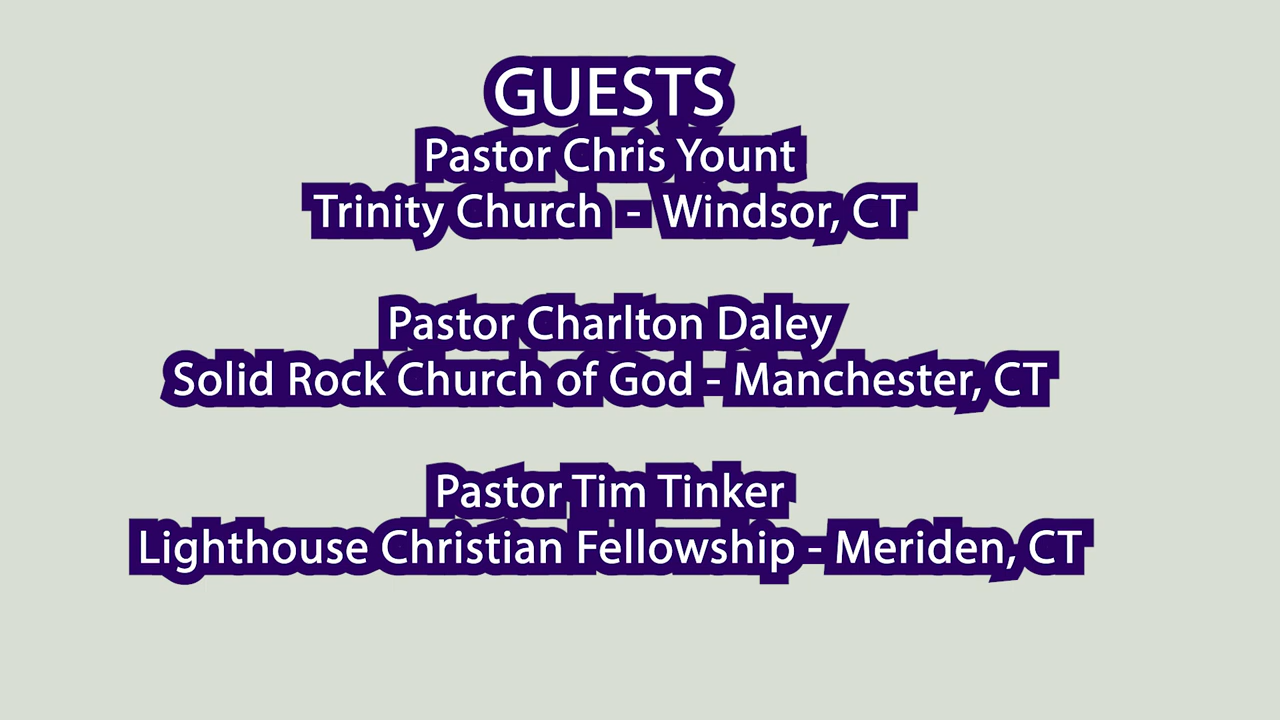 GUESTS
Pastor Chris Yount
Trinity Church - Windsor, CT
Pastor Charlton Daley
Solid Rock Church of God - Manchester, CT
Pastor Tim Tinker
Lighthouse Christian Fellowship - Meriden, CT